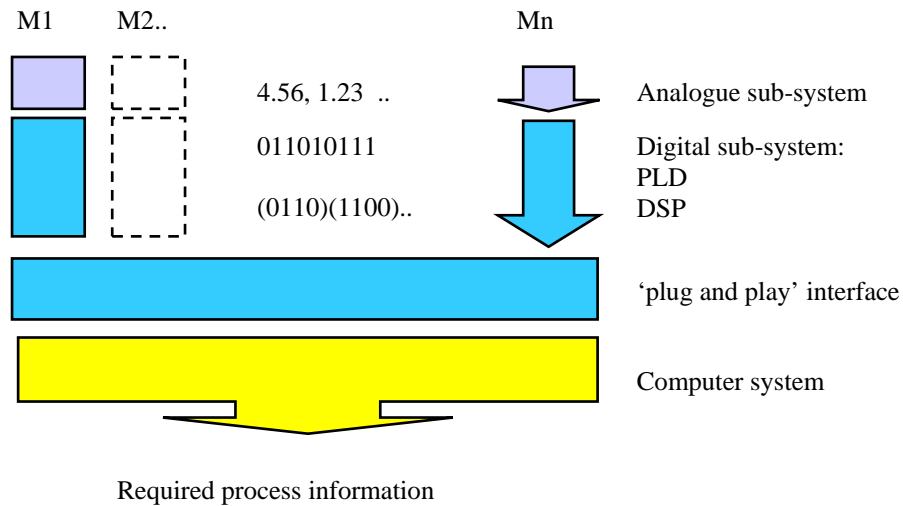 M1 M2.. Mn
4.56, 1.23 .. Analogue sub-system
011010111 Digital sub-system:
PLD
(0110)(1100).. DSP
‘plug and play’ interface
Computer system
Required process information